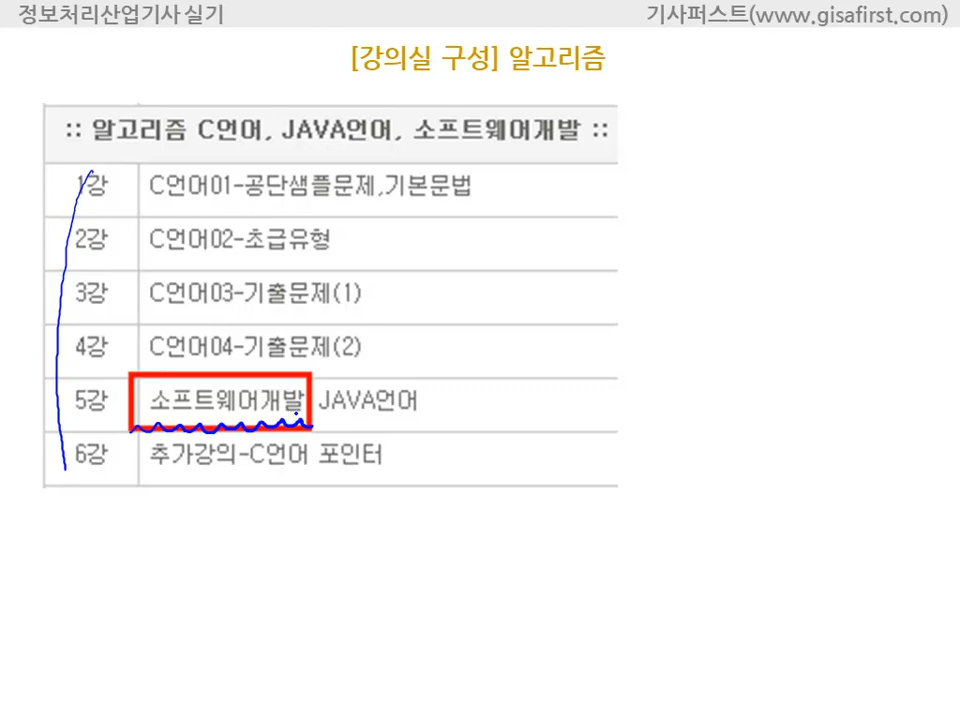 정보처리산업기사 실기
기사퍼스트(www.gisafirst.com)
[강의실 구성] 알고리즘
:: 알고리즘 C언어, JAVA언어, 소프트웨어개발 ::
1강 C언어01-공단샘플문제,기본문법
2강 C언어02-초급유형
3강 C언어03-기출문제(1)
4강 C언어04-기출문제(2)
5강 소프트웨어개발 JAVA언어
6강 추가강의-C언어 포인터